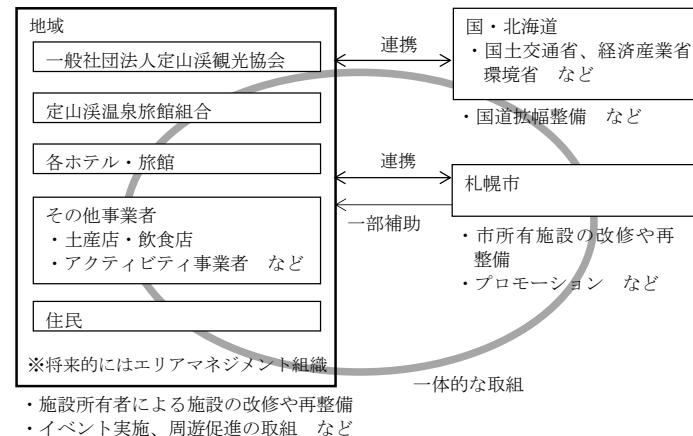 地域
一般社団法人定山渓観光協会
定山渓温泉旅館組合
各ホテル・旅館
その他事業者
・土産店・飲食店
・アクティビティ事業者　など
住民
※将来的にはエリアマネジメント組織
・施設所有者による施設の改修や再整備
・イベント実施、周遊促進の取組　など
連携
連携
一部補助
国・北海道
・国土交通省、経済産業省
環境省　など
・国道拡幅整備　など
札幌市
・市所有施設の改修や再
整備
・プロモーション　など
一体的な取組